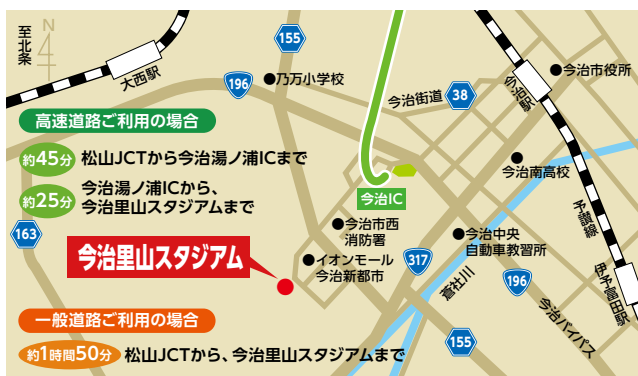 至北条
N
大西駅
155
196
乃万小学校
今治街道
38
今治駅
今治市役所
高速道路ご利用の場合
約45分 松山JCTから今治湯ノ浦ICまで
約25分 今治湯ノ浦ICから、
今治里山スタジアムまで
今治IC
今治南高校
予讃線
163
今治市西
消防署
今治里山スタジアム
イオンモール
今治新都市
317
今治中央
自動車教習所
蒼社川
196
伊予富田駅
今治バイパス
155
一般道路ご利用の場合
約1時間50分 松山JCTから、今治里山スタジアムまで